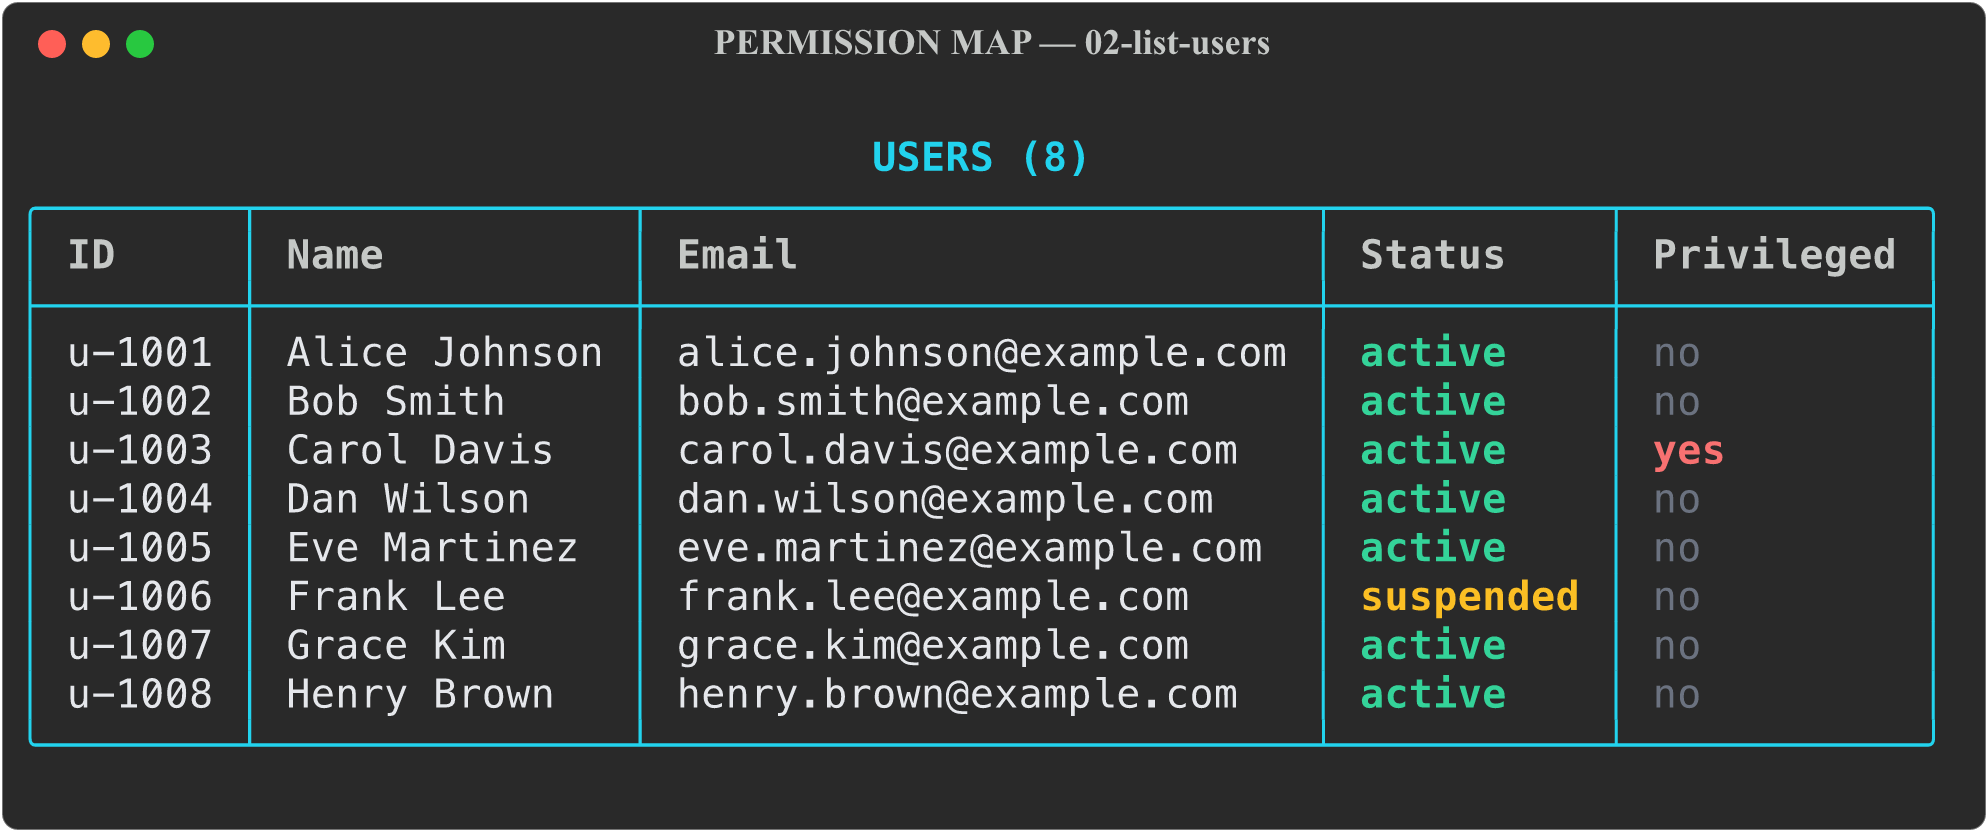 PERMISSION MAP — 02-list-users
USERS (8)
ID Name Email Status Privileged
u-1001 Alice Johnson alice.johnson@example.com active no
u-1002 Bob Smith bob.smith@example.com active no
u-1003 Carol Davis carol.davis@example.com active yes
u-1004 Dan Wilson dan.wilson@example.com active no
u-1005 Eve Martinez eve.martinez@example.com active no
u-1006 Frank Lee frank.lee@example.com suspended no
u-1007 Grace Kim grace.kim@example.com active no
u-1008 Henry Brown henry.brown@example.com active no